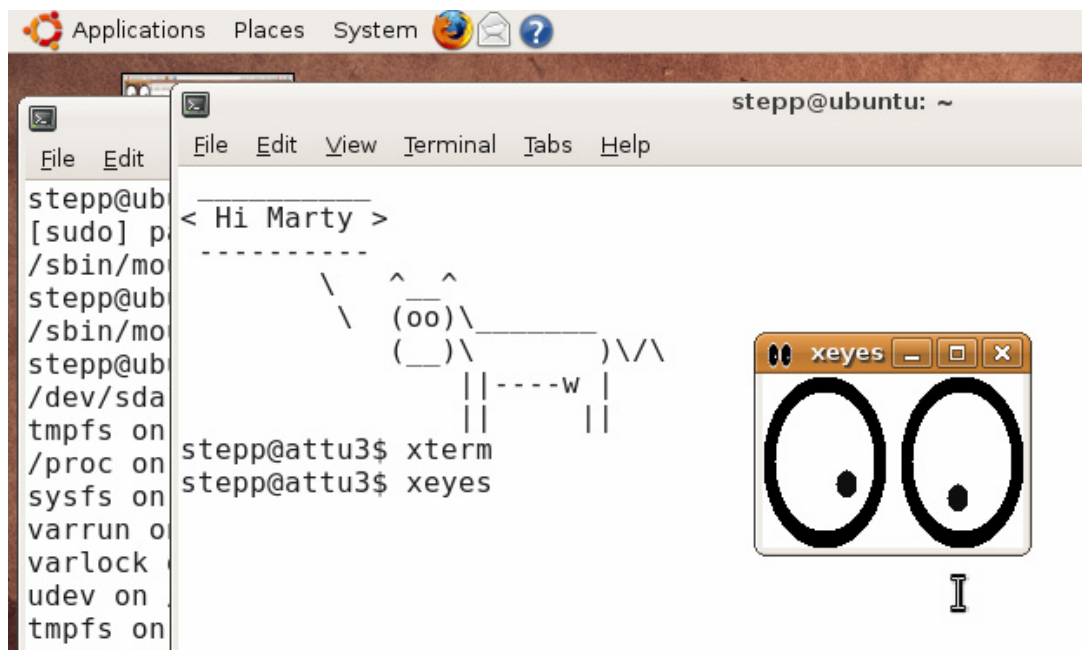 Applications Places System
stepp@ubuntu: ~
File Edit
File Edit View Terminal Tabs Help
stepp@ub
[sudo] p
/sbin/mo
stepp@ub
/sbin/mo
stepp@ub
/dev/sda
tmpfs on
/proc on
sysfs on
varrun o
varlock
udev on
tmpfs on
 __________
< Hi Marty >
 ----------
        \   ^__^
         \  (oo)\_______
            (__)\       )\/\
                ||----w |
                ||     ||
stepp@attu3$ xterm
stepp@attu3$ xeyes
xeyes